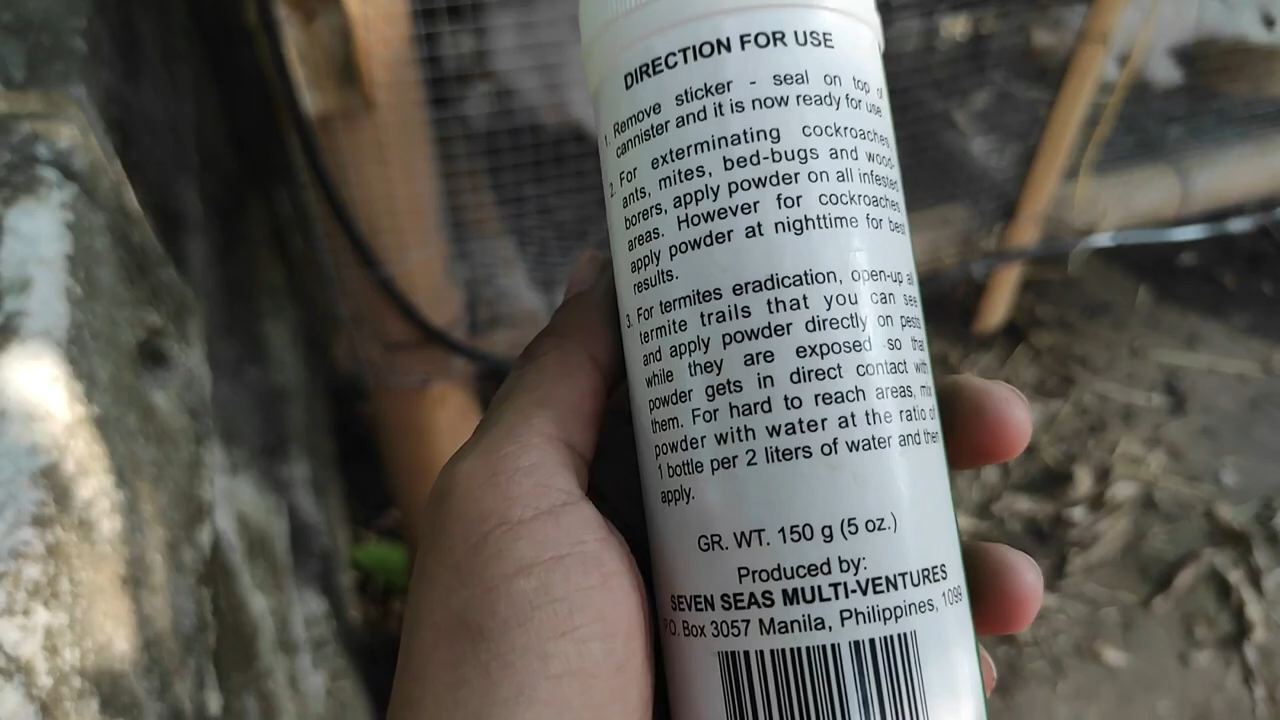 DIRECTION FOR USE
1. Remove sticker - seal on top of
cannister and it is now ready for use
2. For exterminating cockroaches,
ants, mites, bed-bugs and wood-
borers, apply powder on all infested
areas. However for cockroaches,
apply powder at nighttime for best
results.
3. For termites eradication, open-up all
termite trails that you can see
and apply powder directly on pests
while they are exposed so that
powder gets in direct contact with
them. For hard to reach areas, mix
powder with water at the ratio of
1 bottle per 2 liters of water and then
apply.
GR. WT. 150 g (5 oz.)
Produced by:
SEVEN SEAS MULTI-VENTURES
P.O. Box 3057 Manila, Philippines, 1099